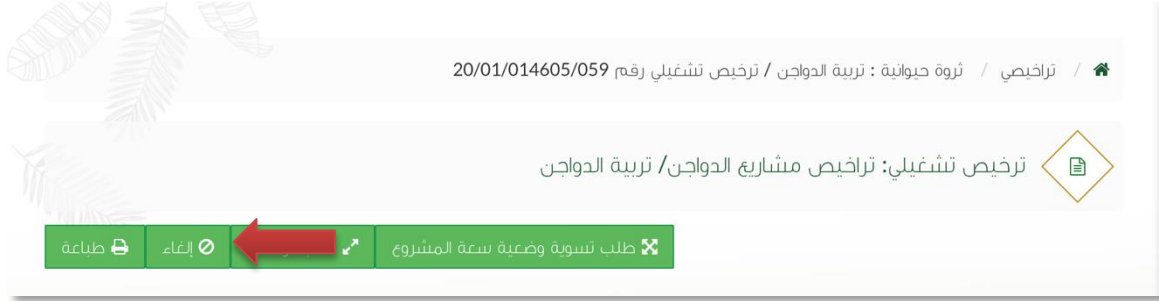 / تراخيصي / ثروة حيوانية : تربية الدواجن / ترخيص تشغيلي رقم 20/01/014605/059
ترخيص تشغيلي: تراخيص مشاريع الدواجن/ تربية الدواجن
طلب تسوية وضعية سعة المشروع
إلغاء
طباعة